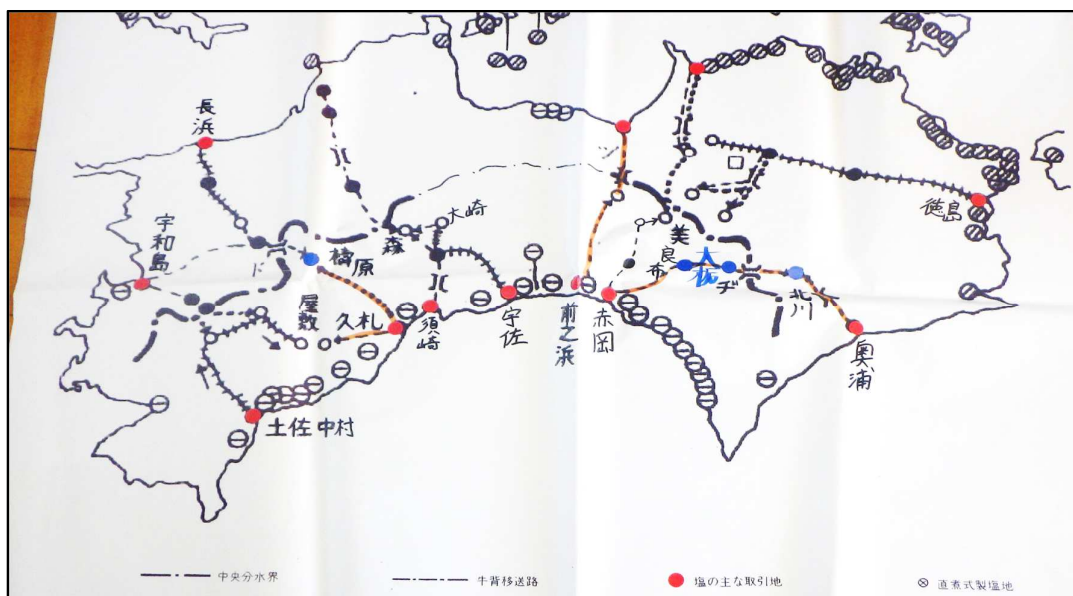 長浜
宇和島
梼原
森
大崎
屋敷
久礼
須崎
宇佐
土佐中村
前之浜
赤岡
美良布
大栃
北川
奥浦
徳島
中央分水界
牛背移送路
塩の主な取引地
直煮式製塩地